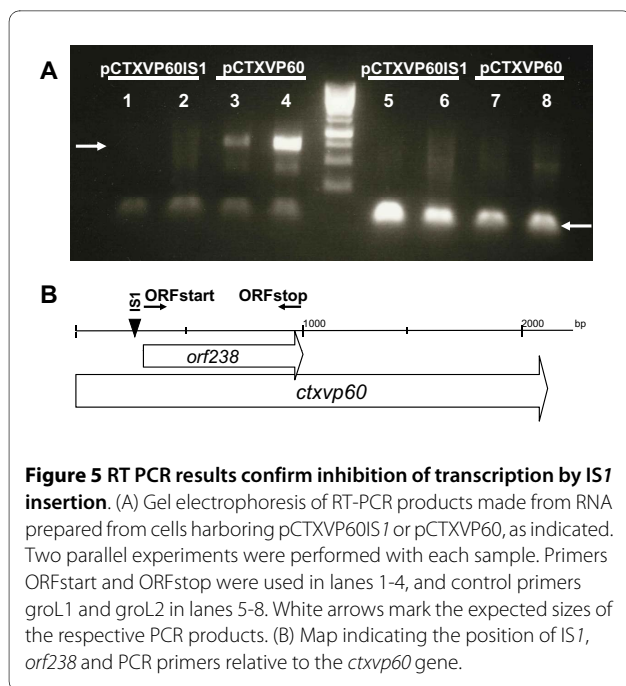 A
pCTXVP60IS1 pCTXVP60 pCTXVP60IS1 pCTXVP60
1 2 3 4 5 6 7 8
B
IS1 ORFstart ORFstop
1000 2000 bp
orf238
ctxvp60
Figure 5 RT PCR results confirm inhibition of transcription by IS1
insertion. (A) Gel electrophoresis of RT-PCR products made from RNA
prepared from cells harboring pCTXVP60IS1 or pCTXVP60, as indicated.
Two parallel experiments were performed with each sample. Primers
ORFstart and ORFstop were used in lanes 1-4, and control primers
groL1 and groL2 in lanes 5-8. White arrows mark the expected sizes of
the respective PCR products. (B) Map indicating the position of IS1,
orf238 and PCR primers relative to the ctxvp60 gene.